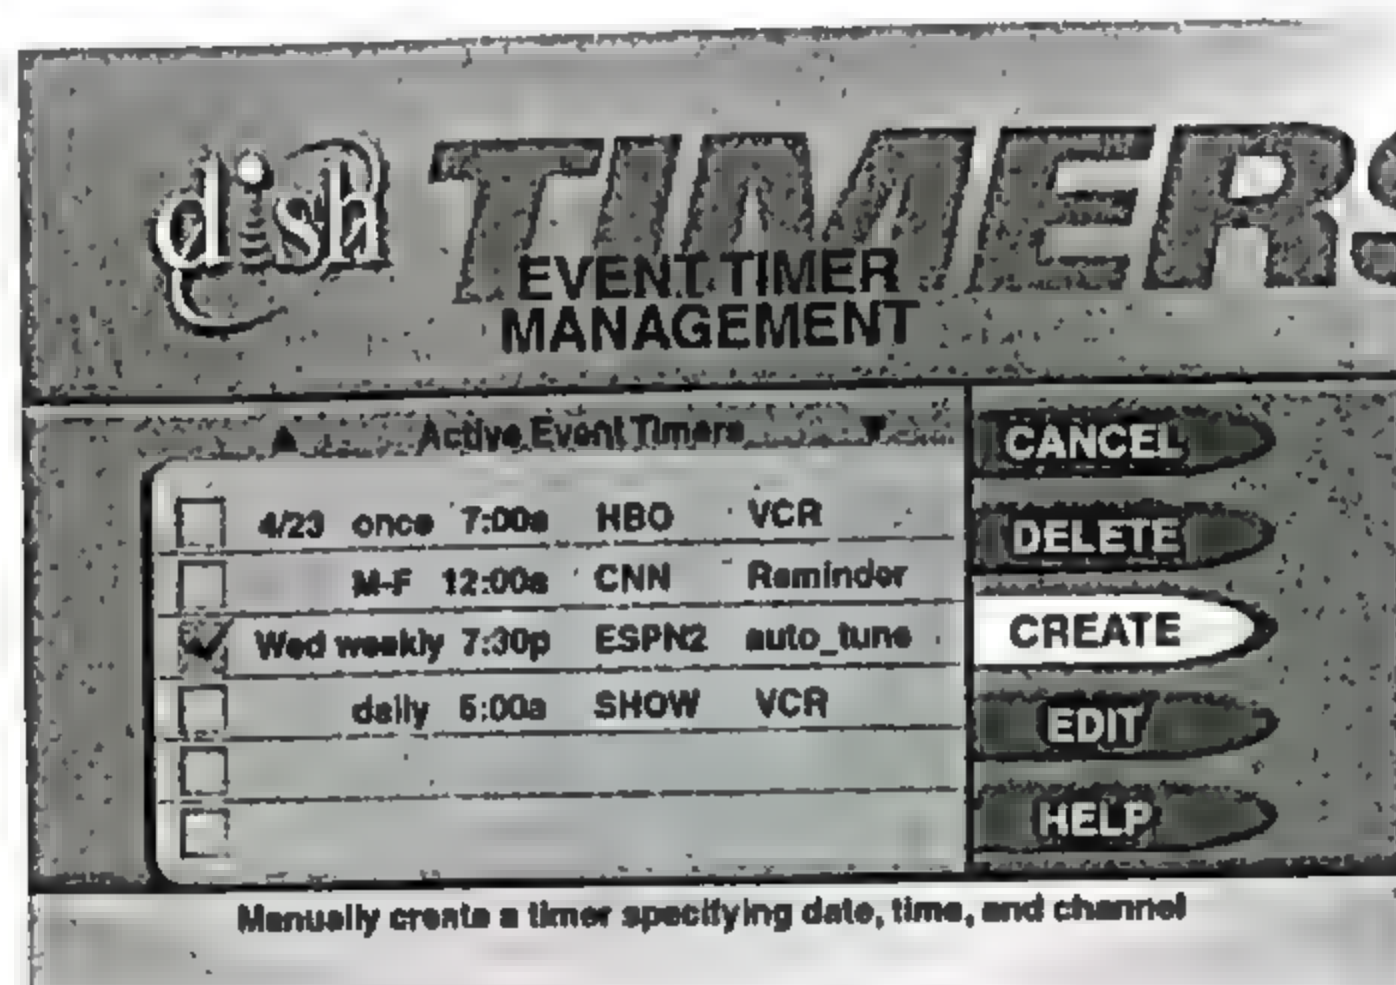 dish
TIMERS
EVENT TIMER
MANAGEMENT
Active Event Timers
4/23 once 7:00a HBO VCR
M-F 12:00a CNN Reminder
Wed weekly 7:30p ESPN2 auto_tune
daily 5:00a SHOW VCR
CANCEL
DELETE
CREATE
EDIT
HELP
Manually create a timer specifying date, time, and channel